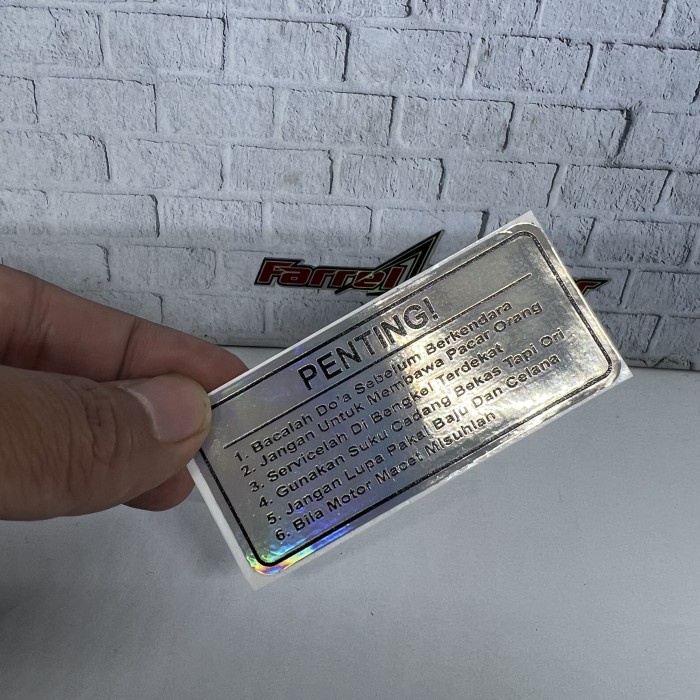 Farrel
PENTING!
1. Bacalah Do'a Sebelum Berkendara
2. Jangan Untuk Membawa Pacar Orang
3. Servicelah Di Bengkel Terdekat
4. Gunakan Suku Cadang Bekas Tapi Ori
5. Jangan Lupa Pakai Baju Dan Celana
6. Bila Motor Macet MIsuhlah